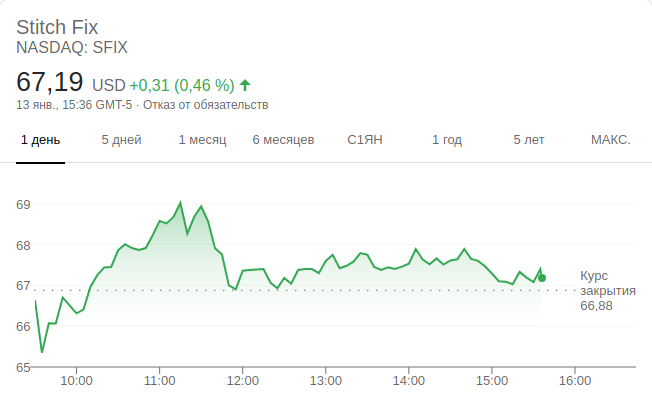 Stitch Fix
NASDAQ: SFIX
67,19 USD +0,31 (0,46 %)
13 янв., 15:36 GMT-5 · Отказ от обязательств
1 день 5 дней 1 месяц 6 месяцев С1ЯН 1 год 5 лет МАКС.
69
68
67
66
65
Курс
закрытия
66,88
10:00 11:00 12:00 13:00 14:00 15:00 16:00